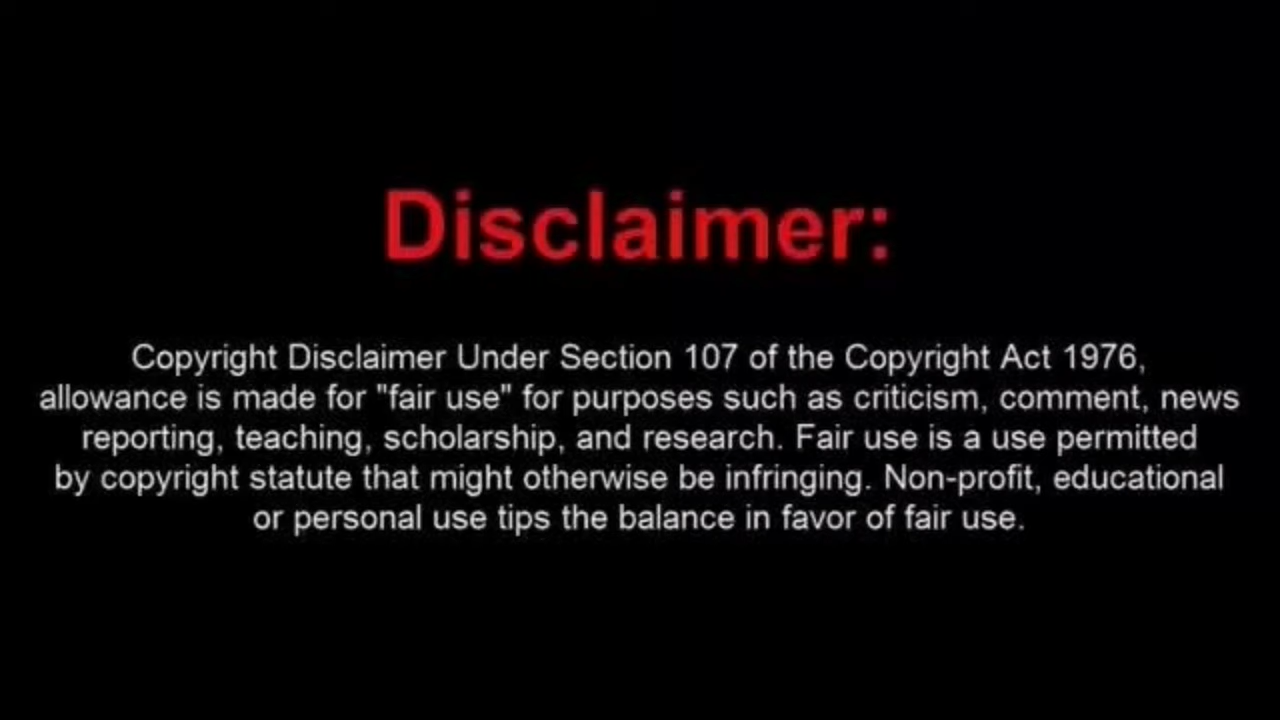 Disclaimer:
Copyright Disclaimer Under Section 107 of the Copyright Act 1976,
allowance is made for "fair use" for purposes such as criticism, comment, news
reporting, teaching, scholarship, and research. Fair use is a use permitted
by copyright statute that might otherwise be infringing. Non-profit, educational
or personal use tips the balance in favor of fair use.